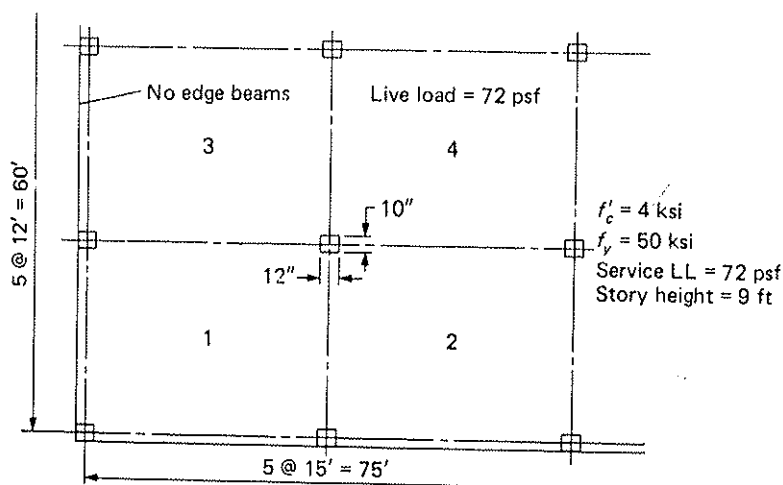 No edge beams
Live load = 72 psf
3
4
5 @ 12' = 60'
10"
12"
f'c = 4 ksi
fy = 50 ksi
Service LL = 72 psf
Story height = 9 ft
1
2
5 @ 15' = 75'